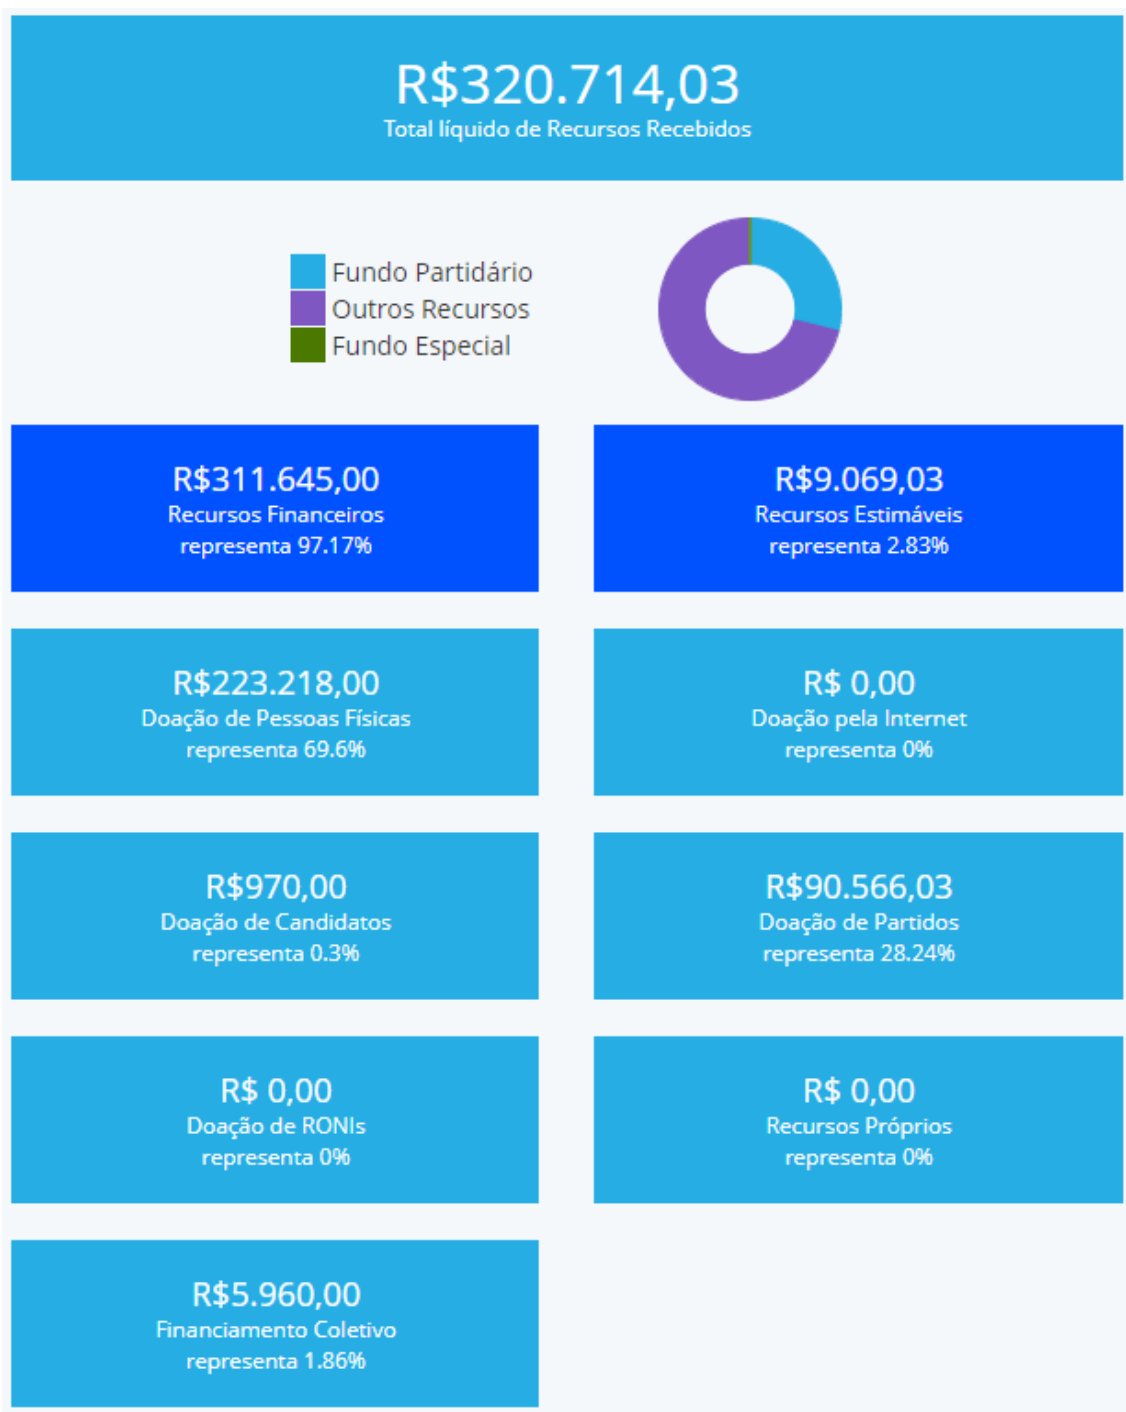 R$320.714,03
Total líquido de Recursos Recebidos
Fundo Partidário
Outros Recursos
Fundo Especial
R$311.645,00
Recursos Financeiros
representa 97.17%
R$9.069,03
Recursos Estimáveis
representa 2.83%
R$223.218,00
Doação de Pessoas Físicas
representa 69.6%
R$ 0,00
Doação pela Internet
representa 0%
R$970,00
Doação de Candidatos
representa 0.3%
R$90.566,03
Doação de Partidos
representa 28.24%
R$ 0,00
Doação de RONIs
representa 0%
R$ 0,00
Recursos Próprios
representa 0%
R$5.960,00
Financiamento Coletivo
representa 1.86%